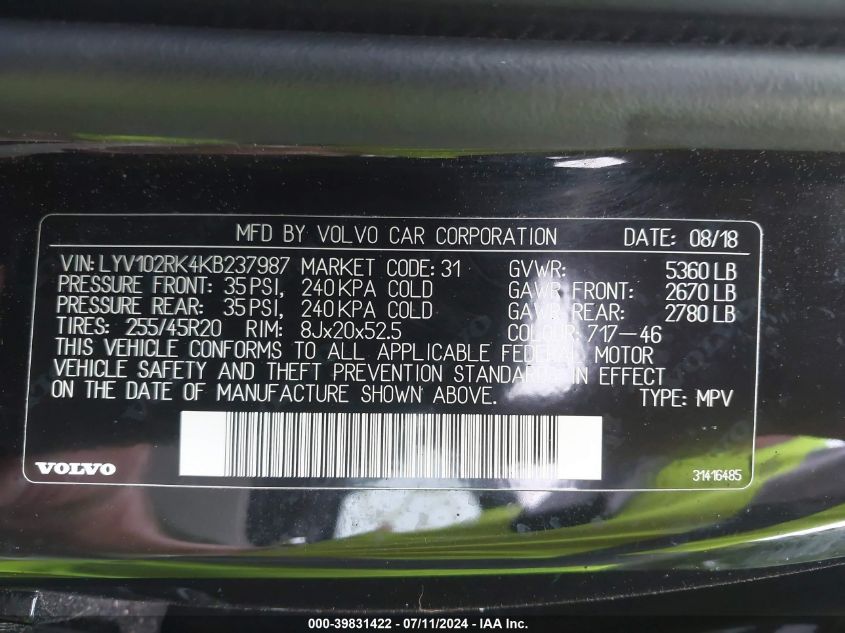 MFD BY VOLVO CAR CORPORATION DATE: 08/18
VIN: LYV102RK4KB237987 MARKET CODE: 31 GVWR: 5360 LB
PRESSURE FRONT: 35 PSI, 240 KPA COLD GAWR FRONT: 2670 LB
PRESSURE REAR: 35 PSI, 240 KPA COLD GAWR REAR: 2780 LB
TIRES: 255/45R20 RIM: 8Jx20x52.5 COLOUR: 717-46
THIS VEHICLE CONFORMS TO ALL APPLICABLE FEDERAL MOTOR
VEHICLE SAFETY AND THEFT PREVENTION STANDARDS IN EFFECT
ON THE DATE OF MANUFACTURE SHOWN ABOVE. TYPE: MPV
VOLVO 31416485
000-39831422 - 07/11/2024 - IAA Inc.